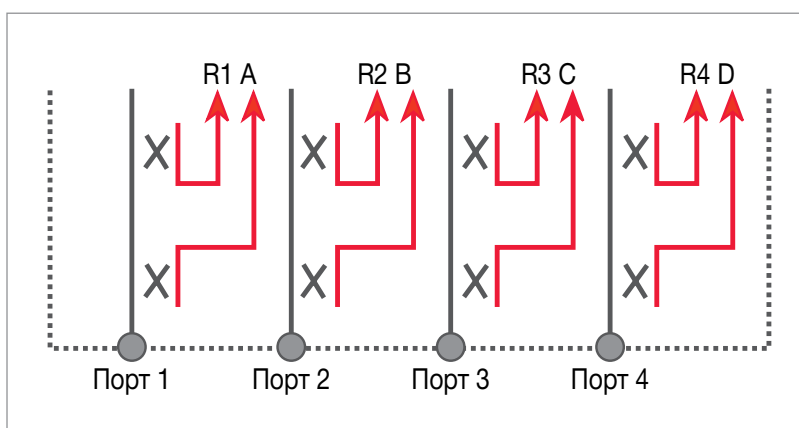 R1 A R2 B R3 C R4 D
X X X X
X X X X
Порт 1 Порт 2 Порт 3 Порт 4